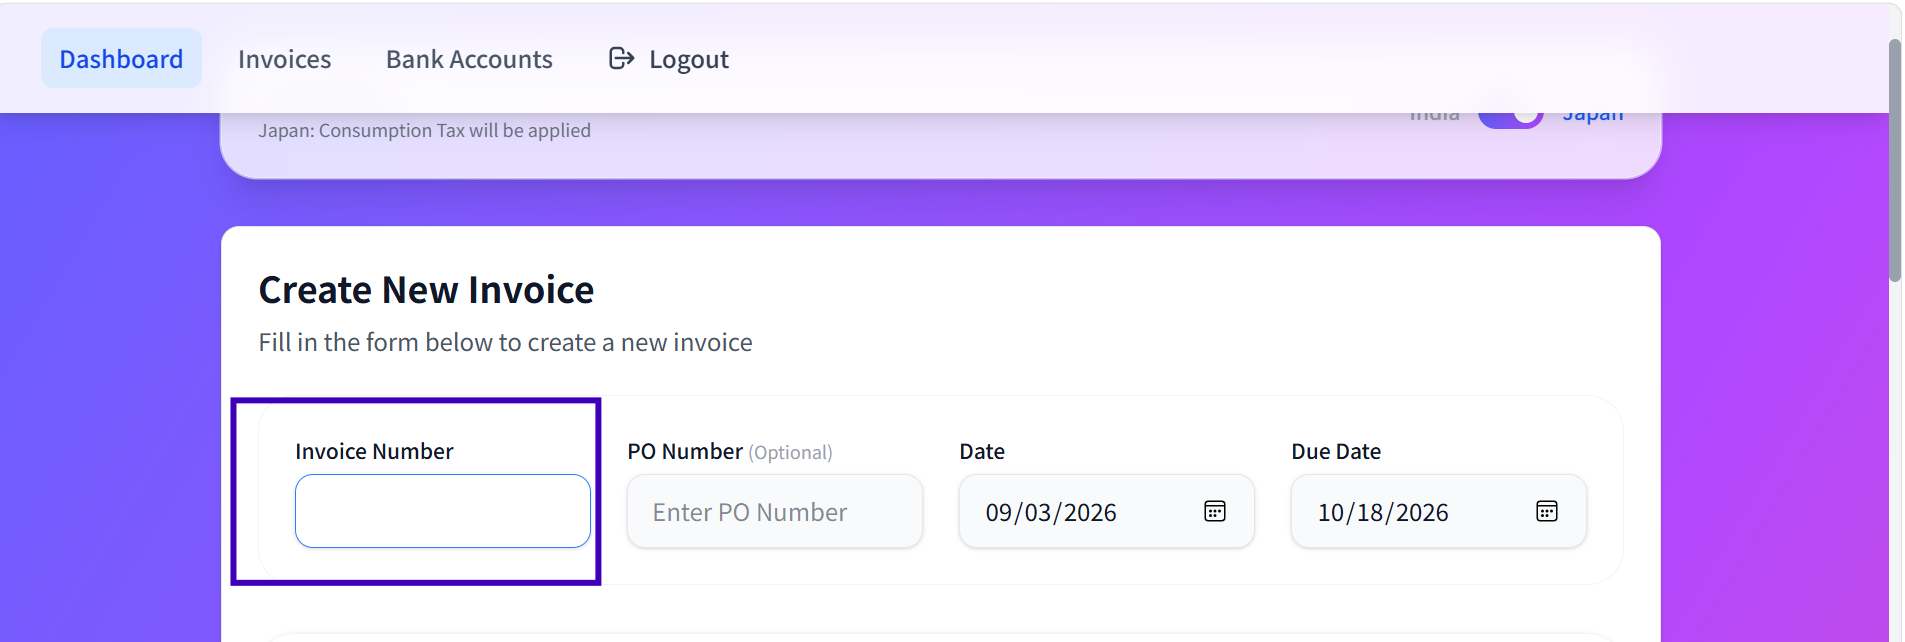 Dashboard Invoices Bank Accounts Logout
Japan: Consumption Tax will be applied
India Japan
Create New Invoice
Fill in the form below to create a new invoice
Invoice Number PO Number (Optional) Date Due Date
Enter PO Number 09/03/2026 10/18/2026